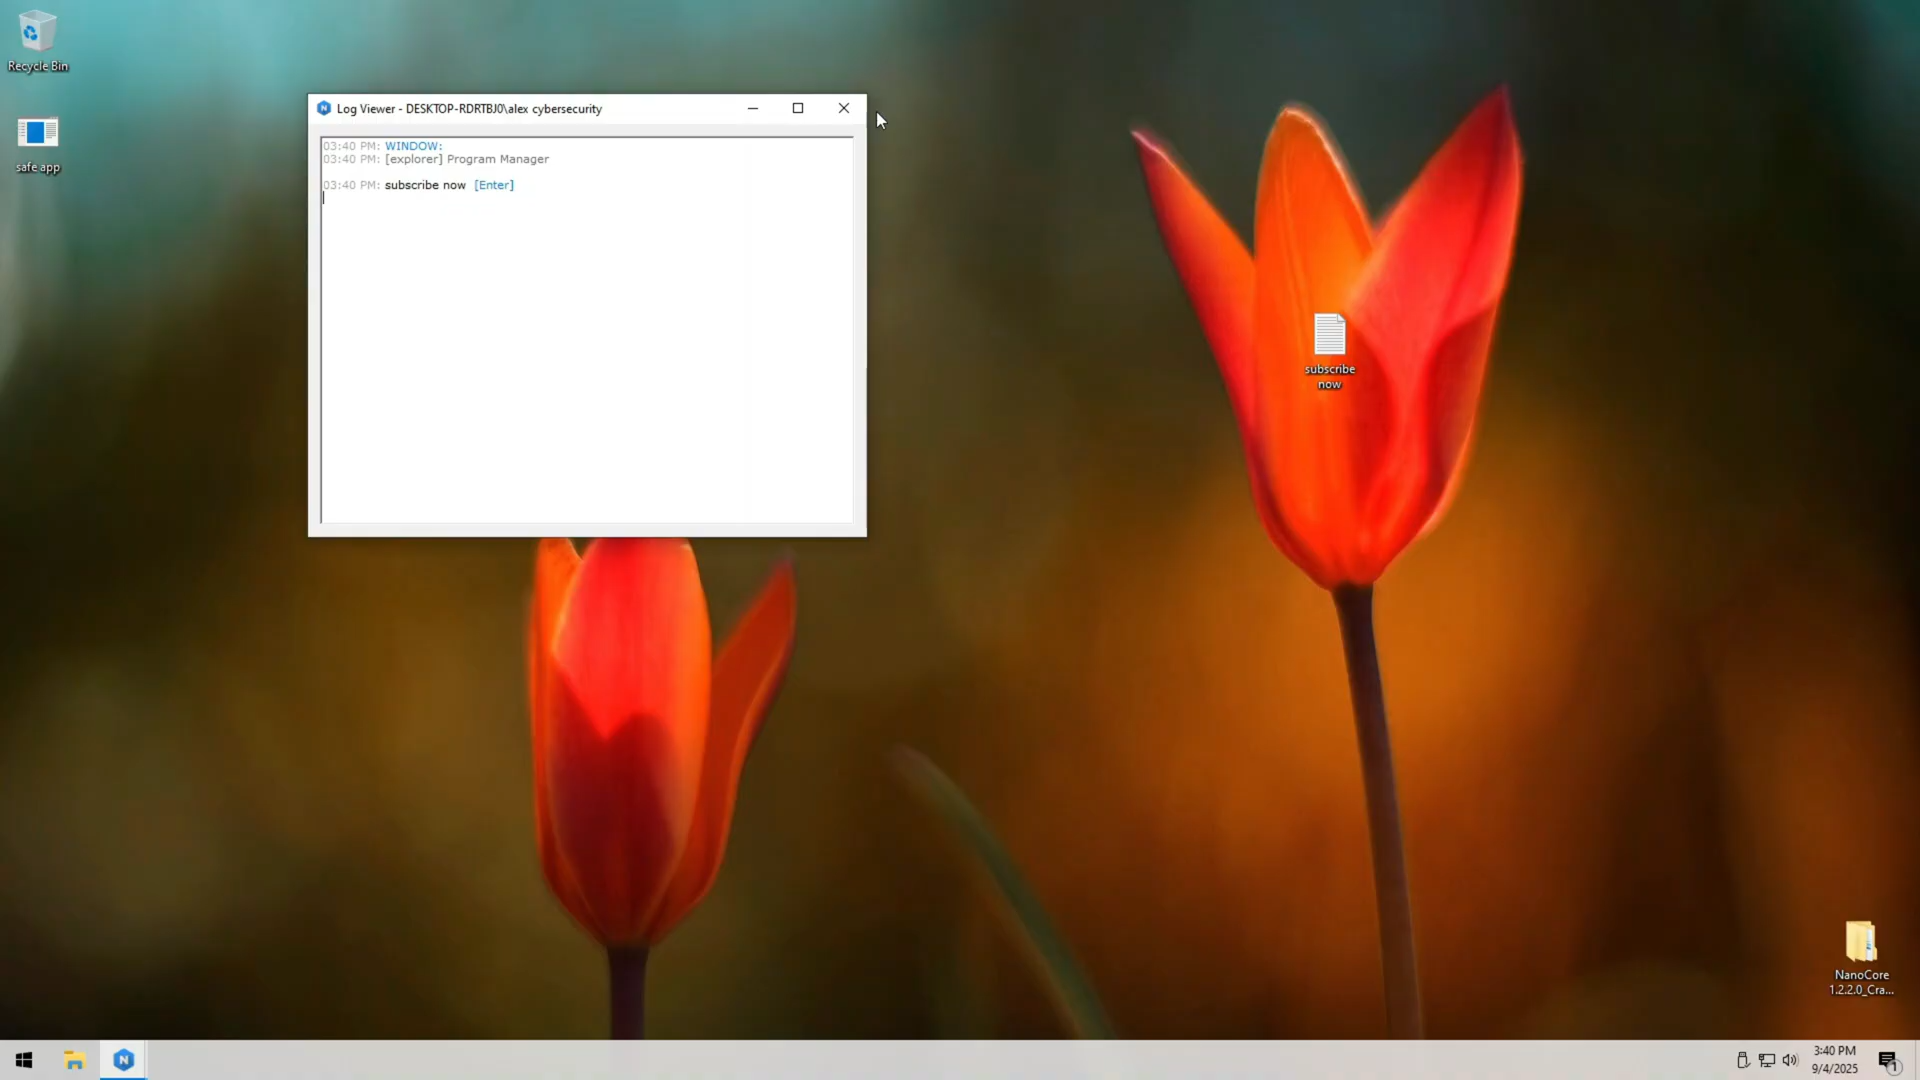 Recycle Bin
safe app
Log Viewer - DESKTOP-RDRTBJ0\alex cybersecurity
03:40 PM: WINDOW:
03:40 PM: [explorer] Program Manager
03:40 PM: subscribe now [Enter]
subscribe
now
NanoCore
1.2.2.0_Cra...
3:40 PM
9/4/2025
1